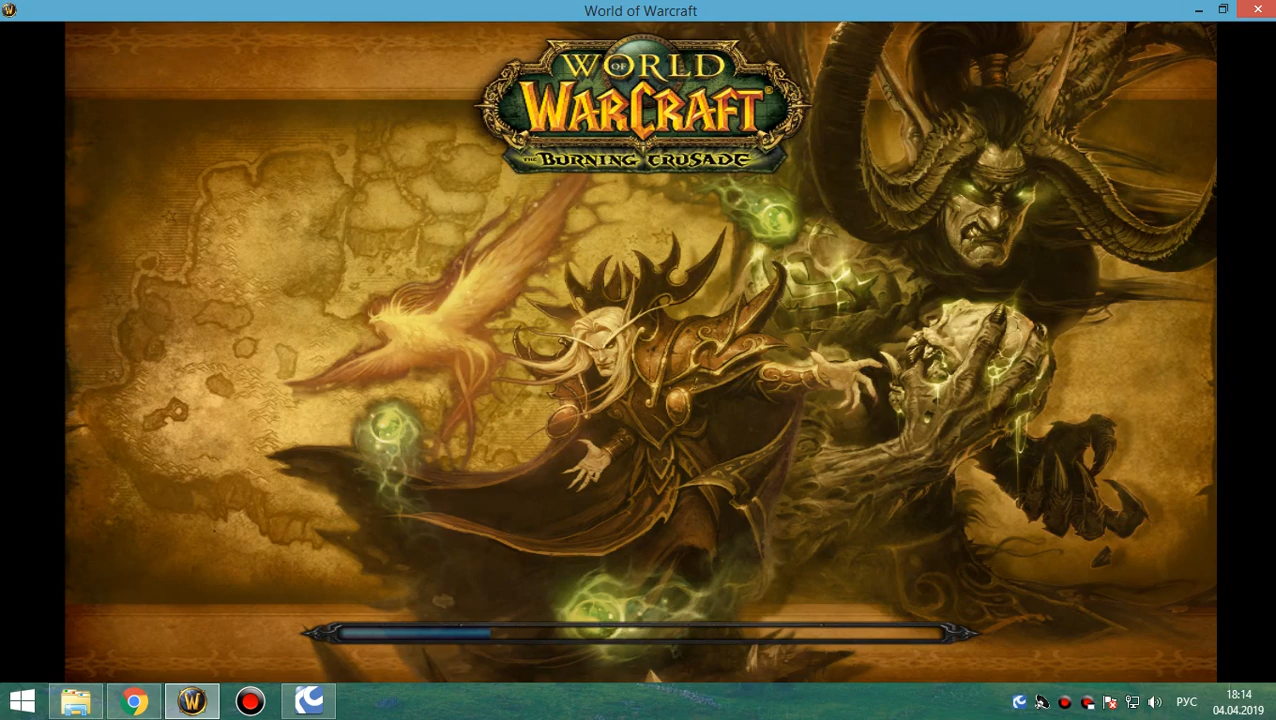 World of Warcraft
WORLD
OF
WARCRAFT®
THE BURNING CRUSADE
РУС
18:14
04.04.2019